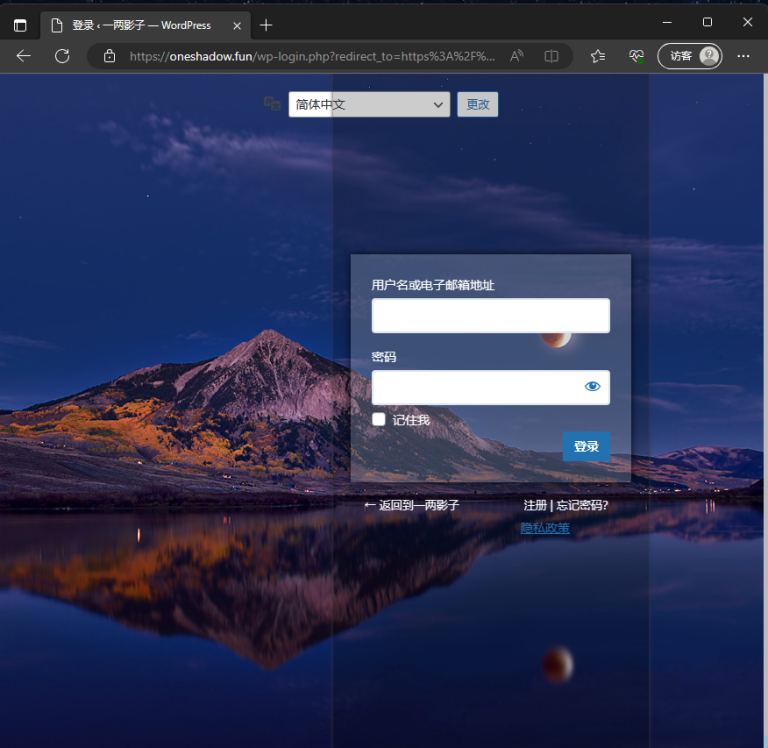 登录 ‹ 一两影子 — WordPress
https://oneshadow.fun/wp-login.php?redirect_to=https%3A%2F%... 访客
简体中文 更改
用户名或电子邮箱地址
密码
记住我
登录
← 返回到一两影子 注册 | 忘记密码?
隐私政策